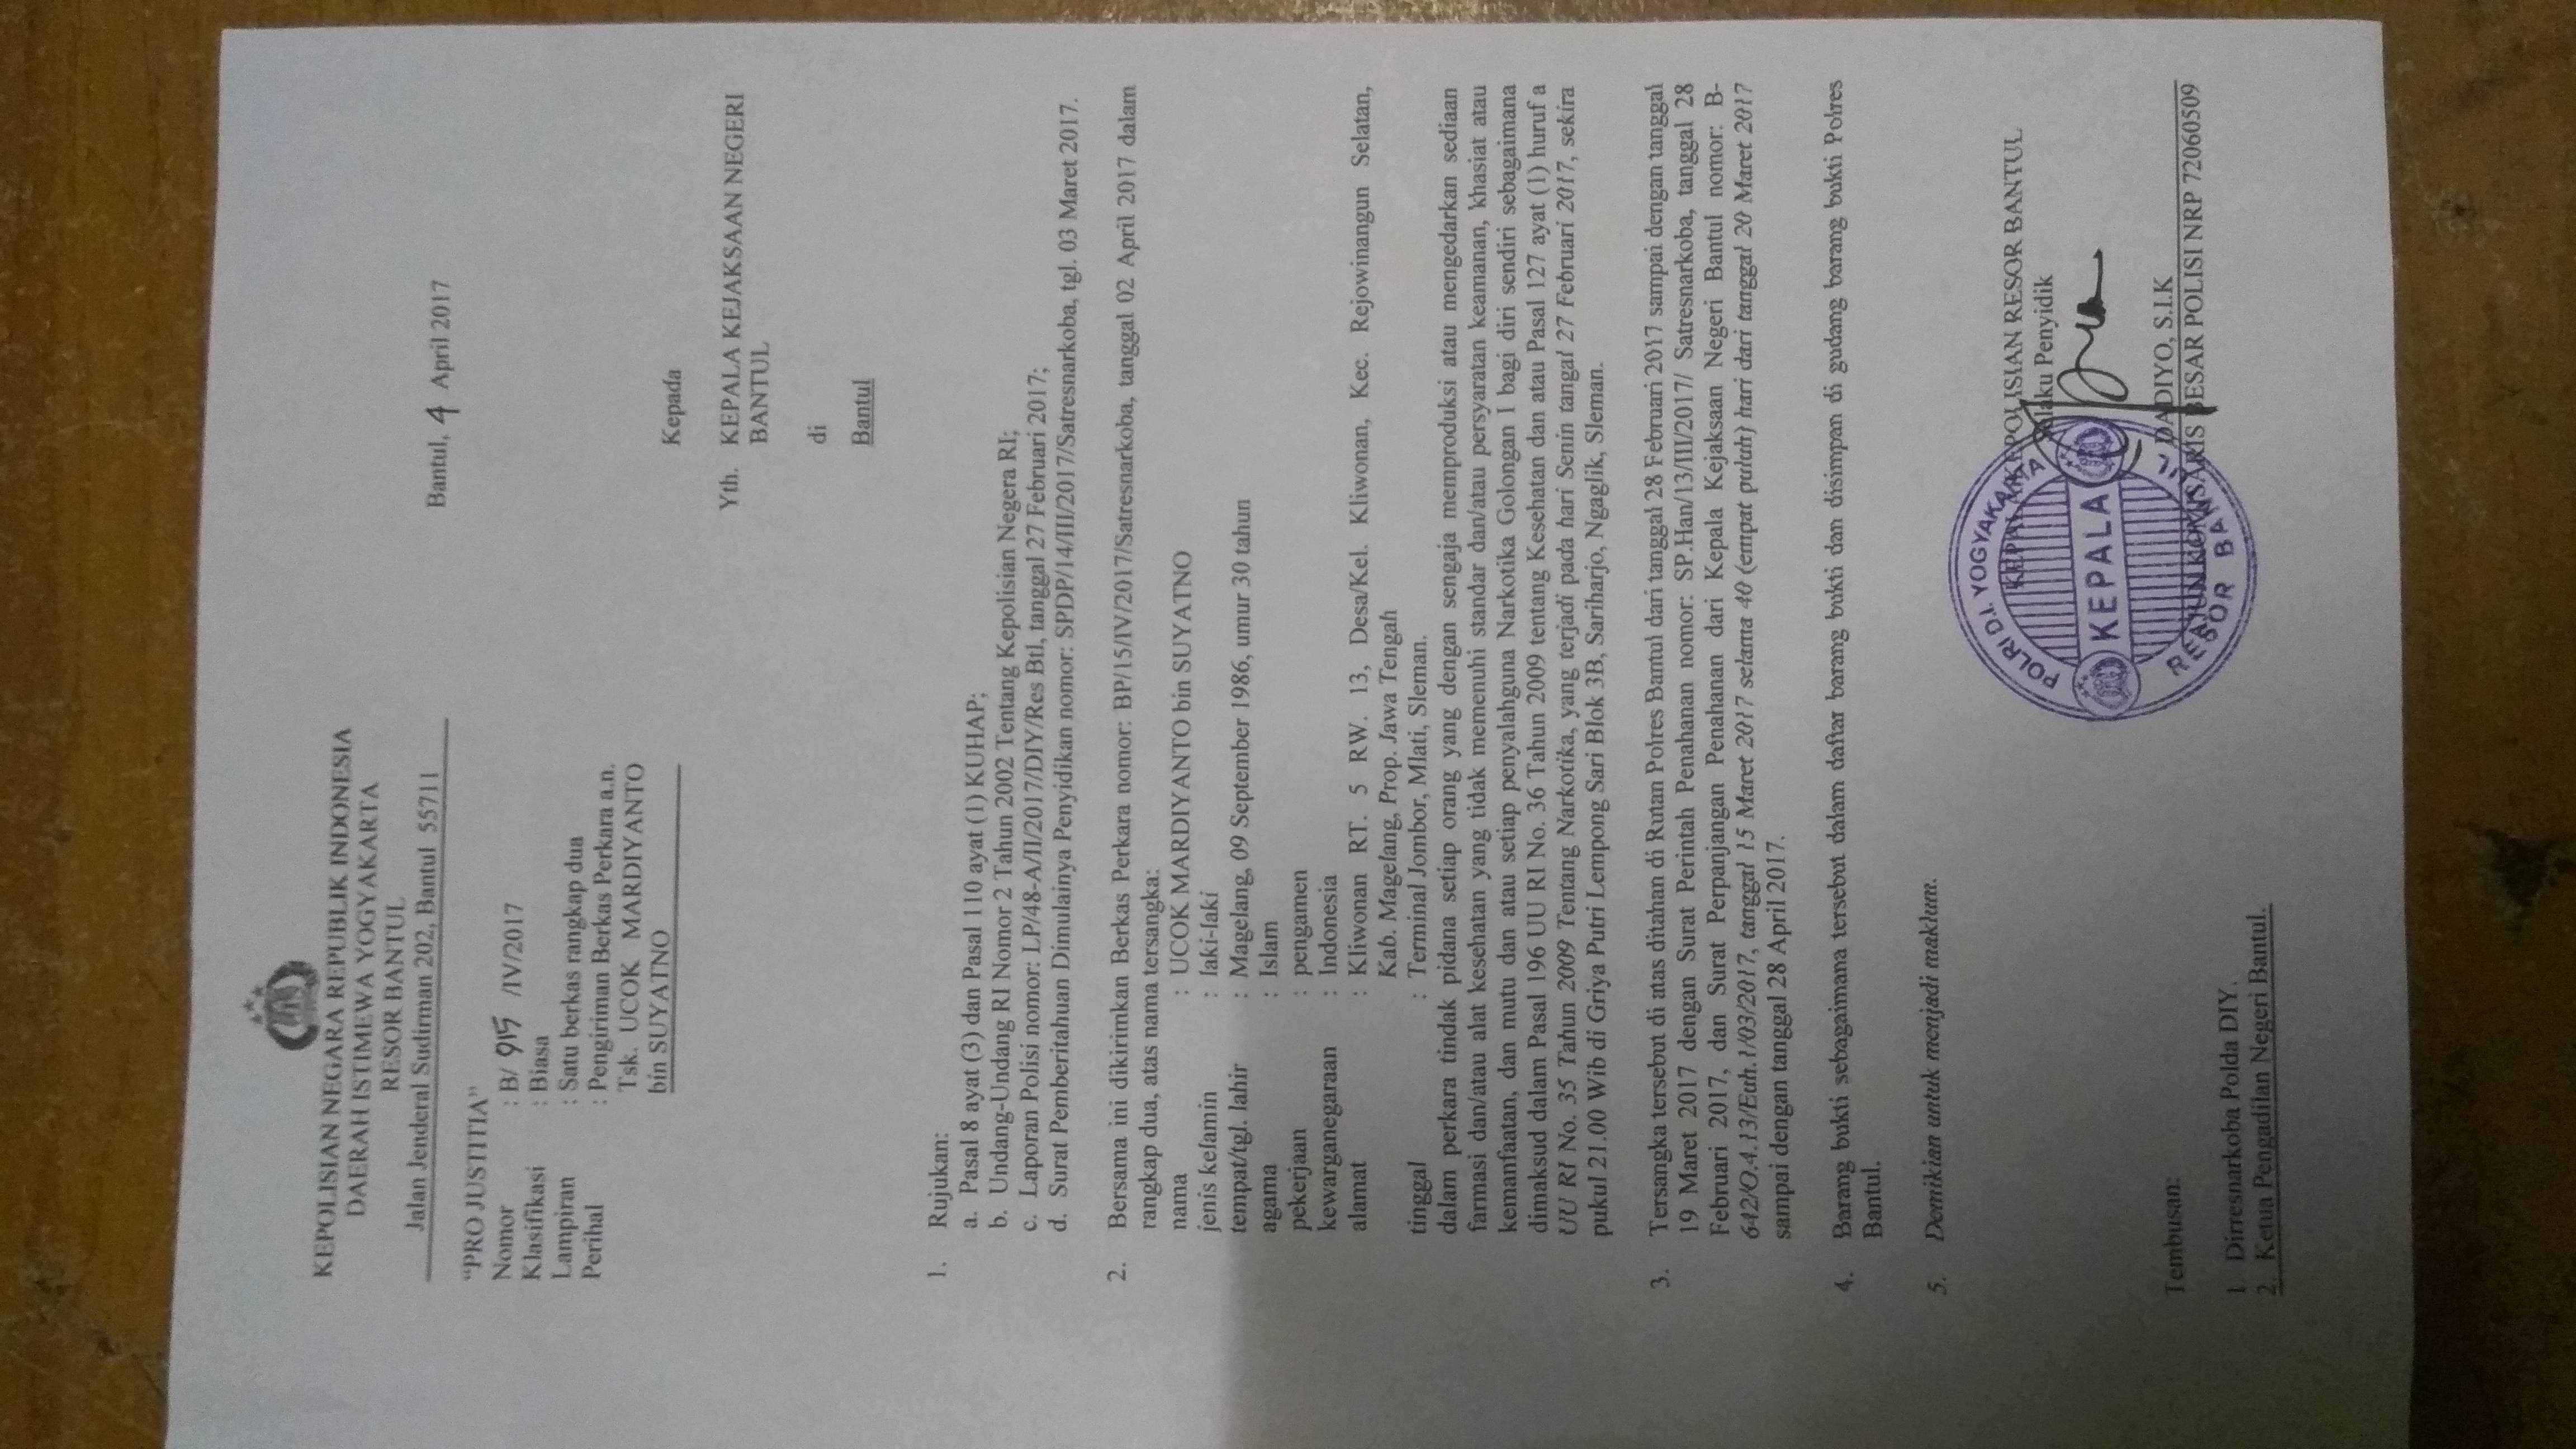 KEPOLISIAN NEGARA REPUBLIK INDONESIA
DAERAH ISTIMEWA YOGYAKARTA
RESOR BANTUL
Jalan Jenderal Sudirman 202, Bantul 55711
Bantul, 4 April 2017
“PRO JUSTITIA”
Nomor : B/ 915 /IV/2017
Klasifikasi : Biasa
Lampiran : Satu berkas rangkap dua
Perihal : Pengiriman Berkas Perkara a.n.
Tsk. UCOK MARDIYANTO
bin SUYATNO
Kepada
Yth. KEPALA KEJAKSAAN NEGERI
BANTUL
di
Bantul
1. Rujukan:
a. Pasal 8 ayat (3) dan Pasal 110 ayat (1) KUHAP;
b. Undang-Undang RI Nomor 2 Tahun 2002 Tentang Kepolisian Negera RI;
c. Laporan Polisi nomor: LP/48-A/II/2017/DIY/Res Btl, tanggal 27 Februari 2017;
d. Surat Pemberitahuan Dimulainya Penyidikan nomor: SPDP/14/III/2017/Satresnarkoba, tgl. 03 Maret 2017.
2. Bersama ini dikirimkan Berkas Perkara nomor: BP/15/IV/2017/Satresnarkoba, tanggal 02 April 2017 dalam
rangkap dua, atas nama tersangka:
nama : UCOK MARDIYANTO bin SUYATNO
jenis kelamin : laki-laki
tempat/tgl. lahir : Magelang, 09 September 1986, umur 30 tahun
agama : Islam
pekerjaan : pengamen
kewarganegaraan : Indonesia
alamat : Kliwonan RT. 5 RW. 13, Desa/Kel. Kliwonan, Kec. Rejowinangun Selatan,
Kab. Magelang, Prop. Jawa Tengah
tinggal : Terminal Jombor, Mlati, Sleman.
dalam perkara tindak pidana setiap orang yang dengan sengaja memproduksi atau mengedarkan sediaan
farmasi dan/atau alat kesehatan yang tidak memenuhi standar dan/atau persyaratan keamanan, khasiat atau
kemanfaatan, dan mutu dan atau setiap penyalahguna Narkotika Golongan I bagi diri sendiri sebagaimana
dimaksud dalam Pasal 196 UU RI No. 36 Tahun 2009 tentang Kesehatan dan atau Pasal 127 ayat (1) huruf a
UU RI No. 35 Tahun 2009 Tentang Narkotika, yang terjadi pada hari Senin tangal 27 Februari 2017, sekira
pukul 21.00 Wib di Griya Putri Lempong Sari Blok 3B, Sariharjo, Ngaglik, Sleman.
3. Tersangka tersebut di atas ditahan di Rutan Polres Bantul dari tanggal 28 Februari 2017 sampai dengan tanggal
19 Maret 2017 dengan Surat Perintah Penahanan nomor: SP.Han/13/III/2017/ Satresnarkoba, tanggal 28
Februari 2017, dan Surat Perpanjangan Penahanan dari Kepala Kejaksaan Negeri Bantul nomor: B-
642/O.4.13/Euh.1/03/2017, tanggal 15 Maret 2017 selama 40 (empat puluh) hari dari tanggal 20 Maret 2017
sampai dengan tanggal 28 April 2017.
4. Barang bukti sebagaimana tersebut dalam daftar barang bukti dan disimpan di gudang barang bukti Polres
Bantul.
5. Demikian untuk menjadi maklum.
KEPALA KEPOLISIAN RESOR BANTUL
Selaku Penyidik
POLRI D.I. YOGYAKARTA
KEPALA
RESOR BANTUL
DADIYO, S.I.K
AJUN KOMISARIS BESAR POLISI NRP 72060509
Tembusan:
1. Dirresnarkoba Polda DIY.
2. Ketua Pengadilan Negeri Bantul.